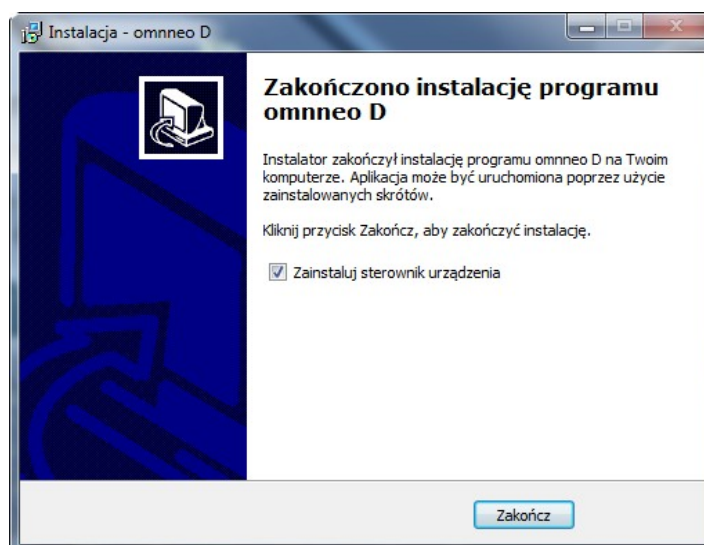 Instalacja - omnneo D
Zakończono instalację programu
omnneo D
Instalator zakończył instalację programu omnneo D na Twoim
komputerze. Aplikacja może być uruchomiona poprzez użycie
zainstalowanych skrótów.
Kliknij przycisk Zakończ, aby zakończyć instalację.
Zainstaluj sterownik urządzenia
Zakończ